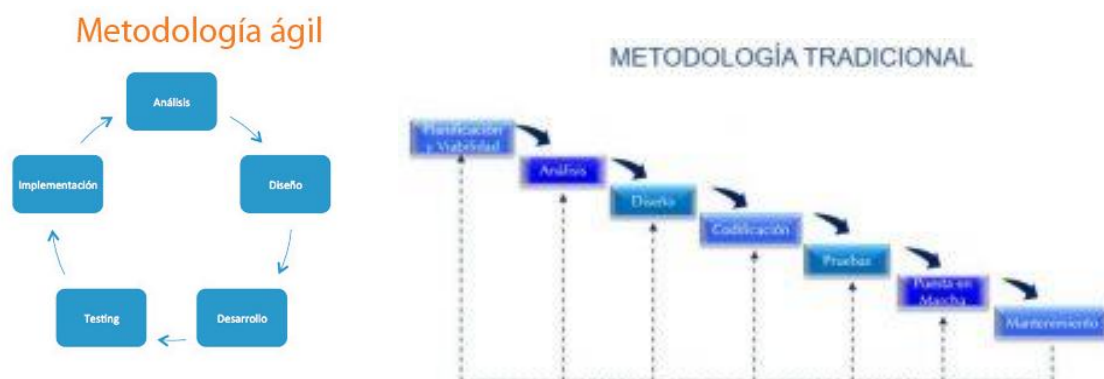 Metodología ágil
Análisis
Diseño
Desarrollo
Testing
Implementación
METODOLOGÍA TRADICIONAL
Planificación
y Viabilidad
Análisis
Diseño
Codificación
Pruebas
Puesta en
Marcha
Mantenimiento